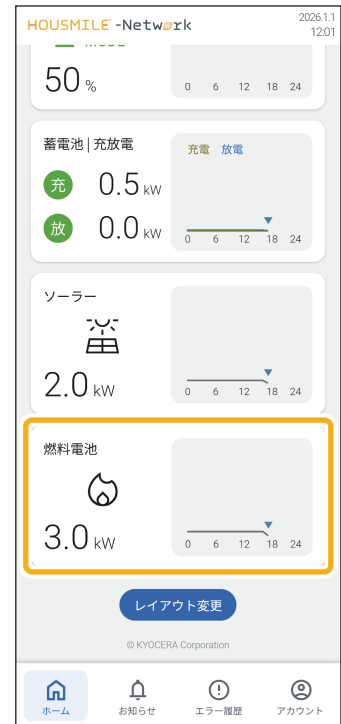 HOUSMILE -Network
2026.1.1
12:01
50 %
0 6 12 18 24
蓄電池 | 充放電
充電 放電
充 0.5 kW
放 0.0 kW
0 6 12 18 24
ソーラー
2.0 kW
0 6 12 18 24
燃料電池
3.0 kW
0 6 12 18 24
レイアウト変更
© KYOCERA Corporation
ホーム お知らせ エラー履歴 アカウント